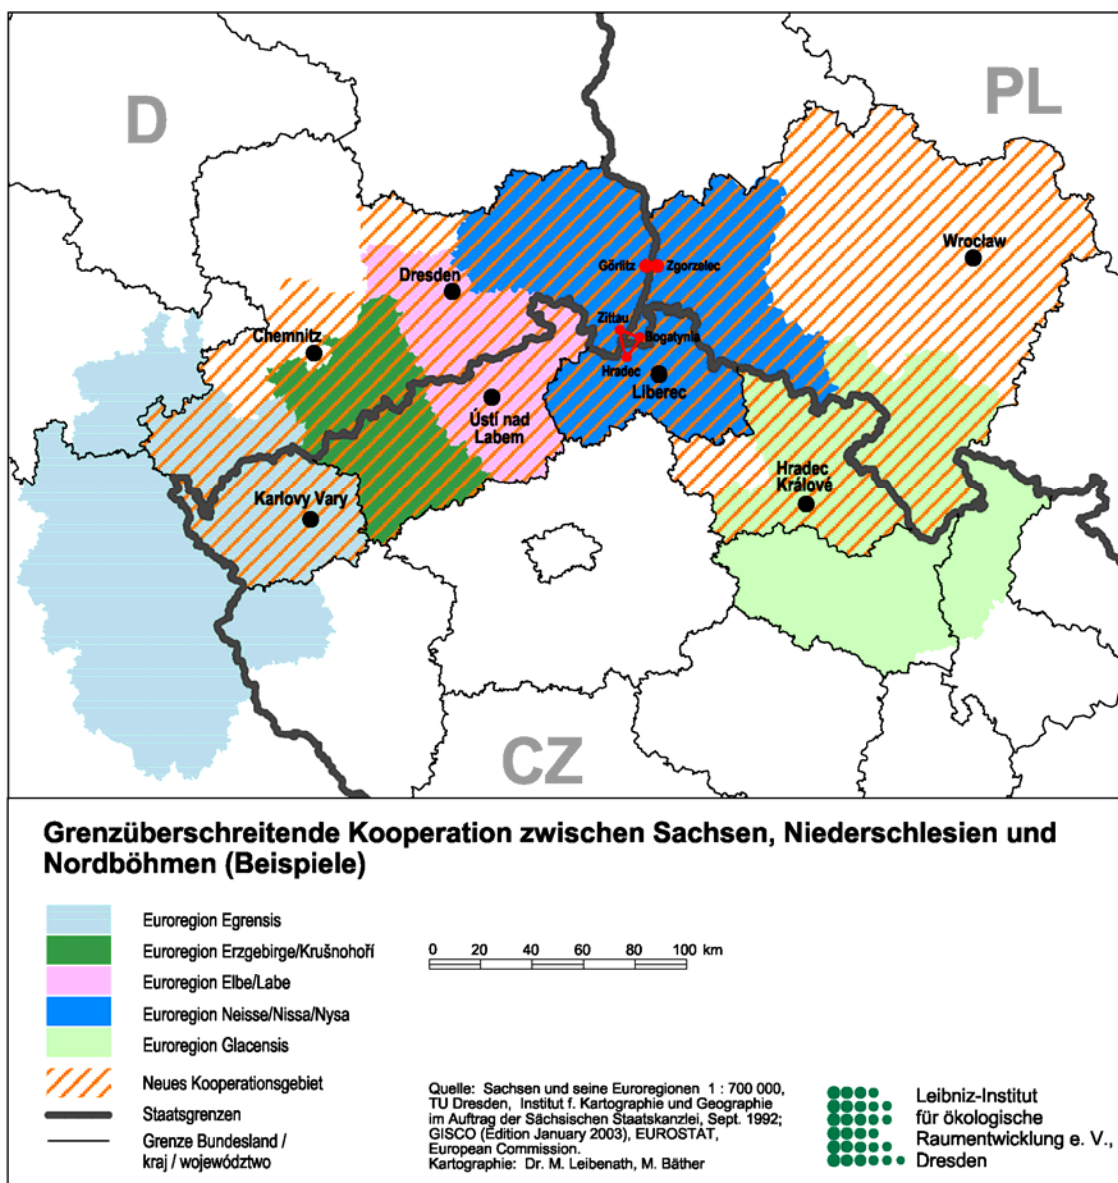 D
PL
Wrocław
Görlitz
Zgorzelec
Dresden
Zittau
Bogatynia
Chemnitz
Hradec
Liberec
Ústí nad
Labem
Hradec
Králové
Karlovy Vary
CZ
Grenzüberschreitende Kooperation zwischen Sachsen, Niederschlesien und
Nordböhmen (Beispiele)
Euroregion Egrensis
Euroregion Erzgebirge/Krušnohoří
Euroregion Elbe/Labe
Euroregion Neisse/Nissa/Nysa
Euroregion Glacensis
Neues Kooperationsgebiet
Staatsgrenzen
Grenze Bundesland /
kraj / województwo
0 20 40 60 80 100 km
Quelle: Sachsen und seine Euroregionen 1 : 700 000,
TU Dresden, Institut f. Kartographie und Geographie
im Auftrag der Sächsischen Staatskanzlei, Sept. 1992;
GISCO (Edition January 2003), EUROSTAT,
European Commission.
Kartographie: Dr. M. Leibenath, M. Bäther
Leibniz-Institut
für ökologische
Raumentwicklung e. V.,
Dresden